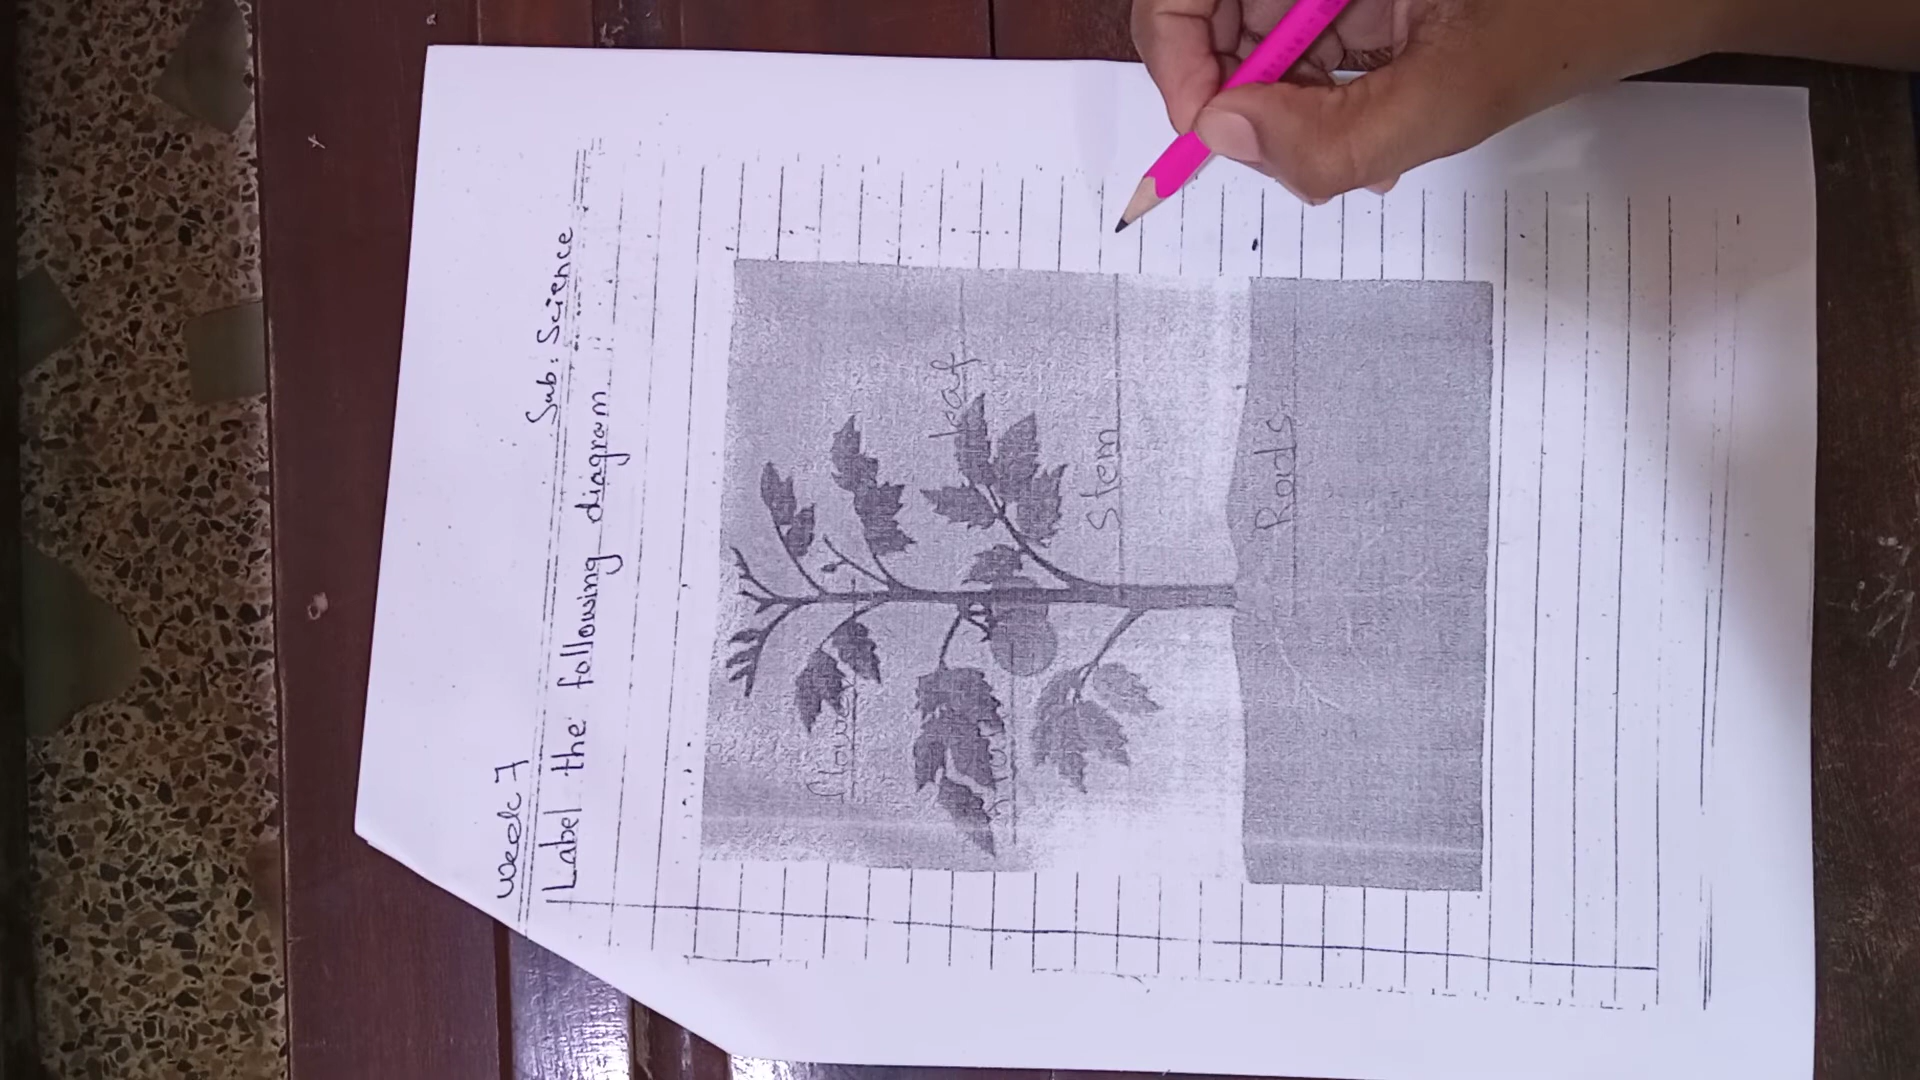 Week 7
Sub: Science
Label the following diagram
flower
leaf
fruit
Stem
Roots